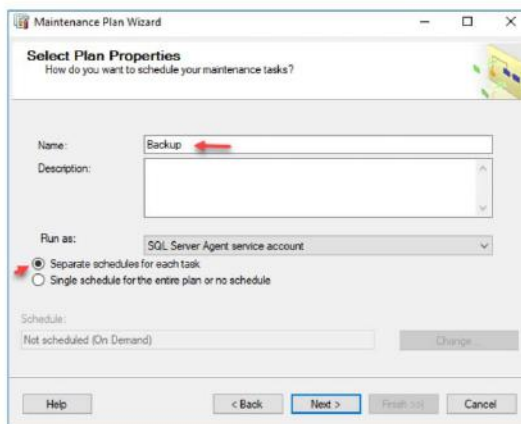 Maintenance Plan Wizard
Select Plan Properties
How do you want to schedule your maintenance tasks?
Name:
Backup
Description:
Run as:
SQL Server Agent service account
Separate schedules for each task
Single schedule for the entire plan or no schedule
Schedule:
Not scheduled (On Demand)
Change...
Help
< Back
Next >
Finish >>|
Cancel